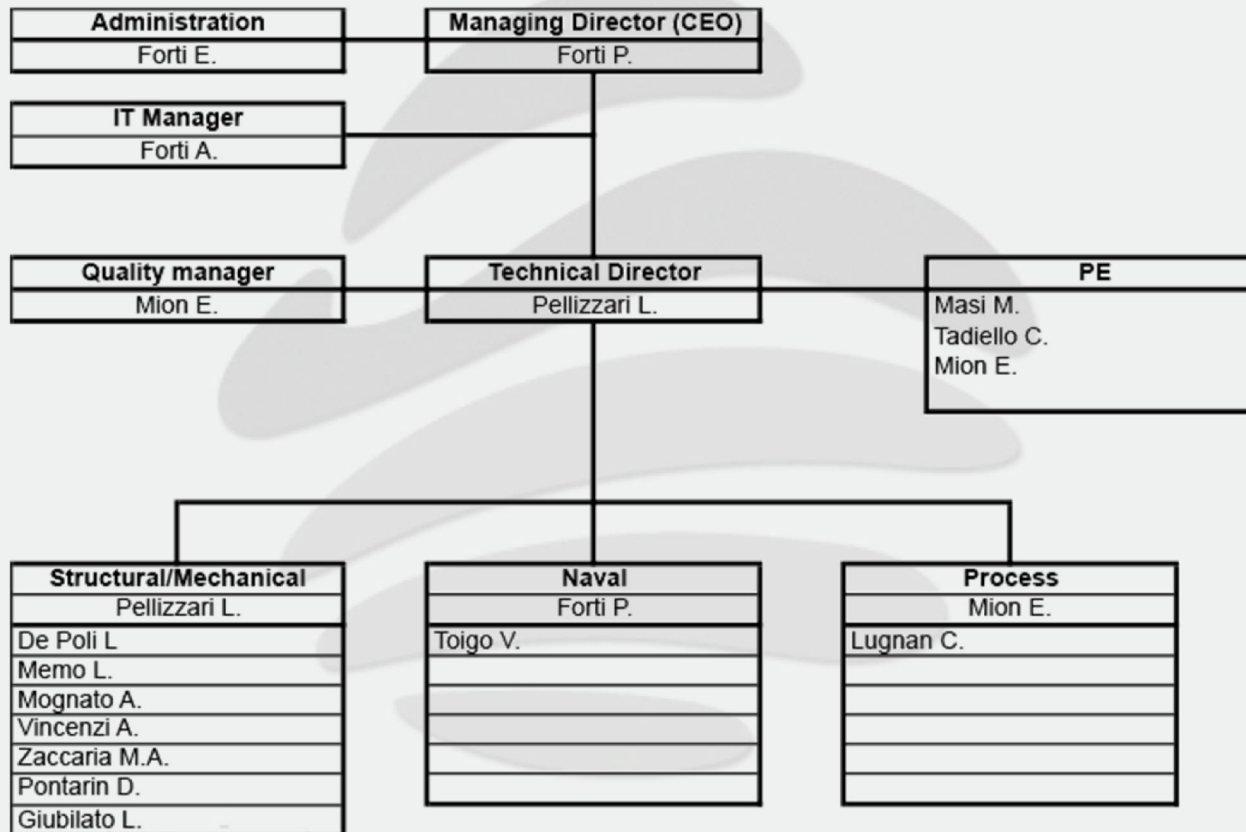 Administration
Forti E.
Managing Director (CEO)
Forti P.
IT Manager
Forti A.
Quality manager
Mion E.
Technical Director
Pellizzari L.
PE
Masi M.
Tadiello C.
Mion E.
Structural/Mechanical
Pellizzari L.
De Poli L
Memo L.
Mognato A.
Vincenzi A.
Zaccaria M.A.
Pontarin D.
Giubilato L.
Naval
Forti P.
Toigo V.
Process
Mion E.
Lugnan C.